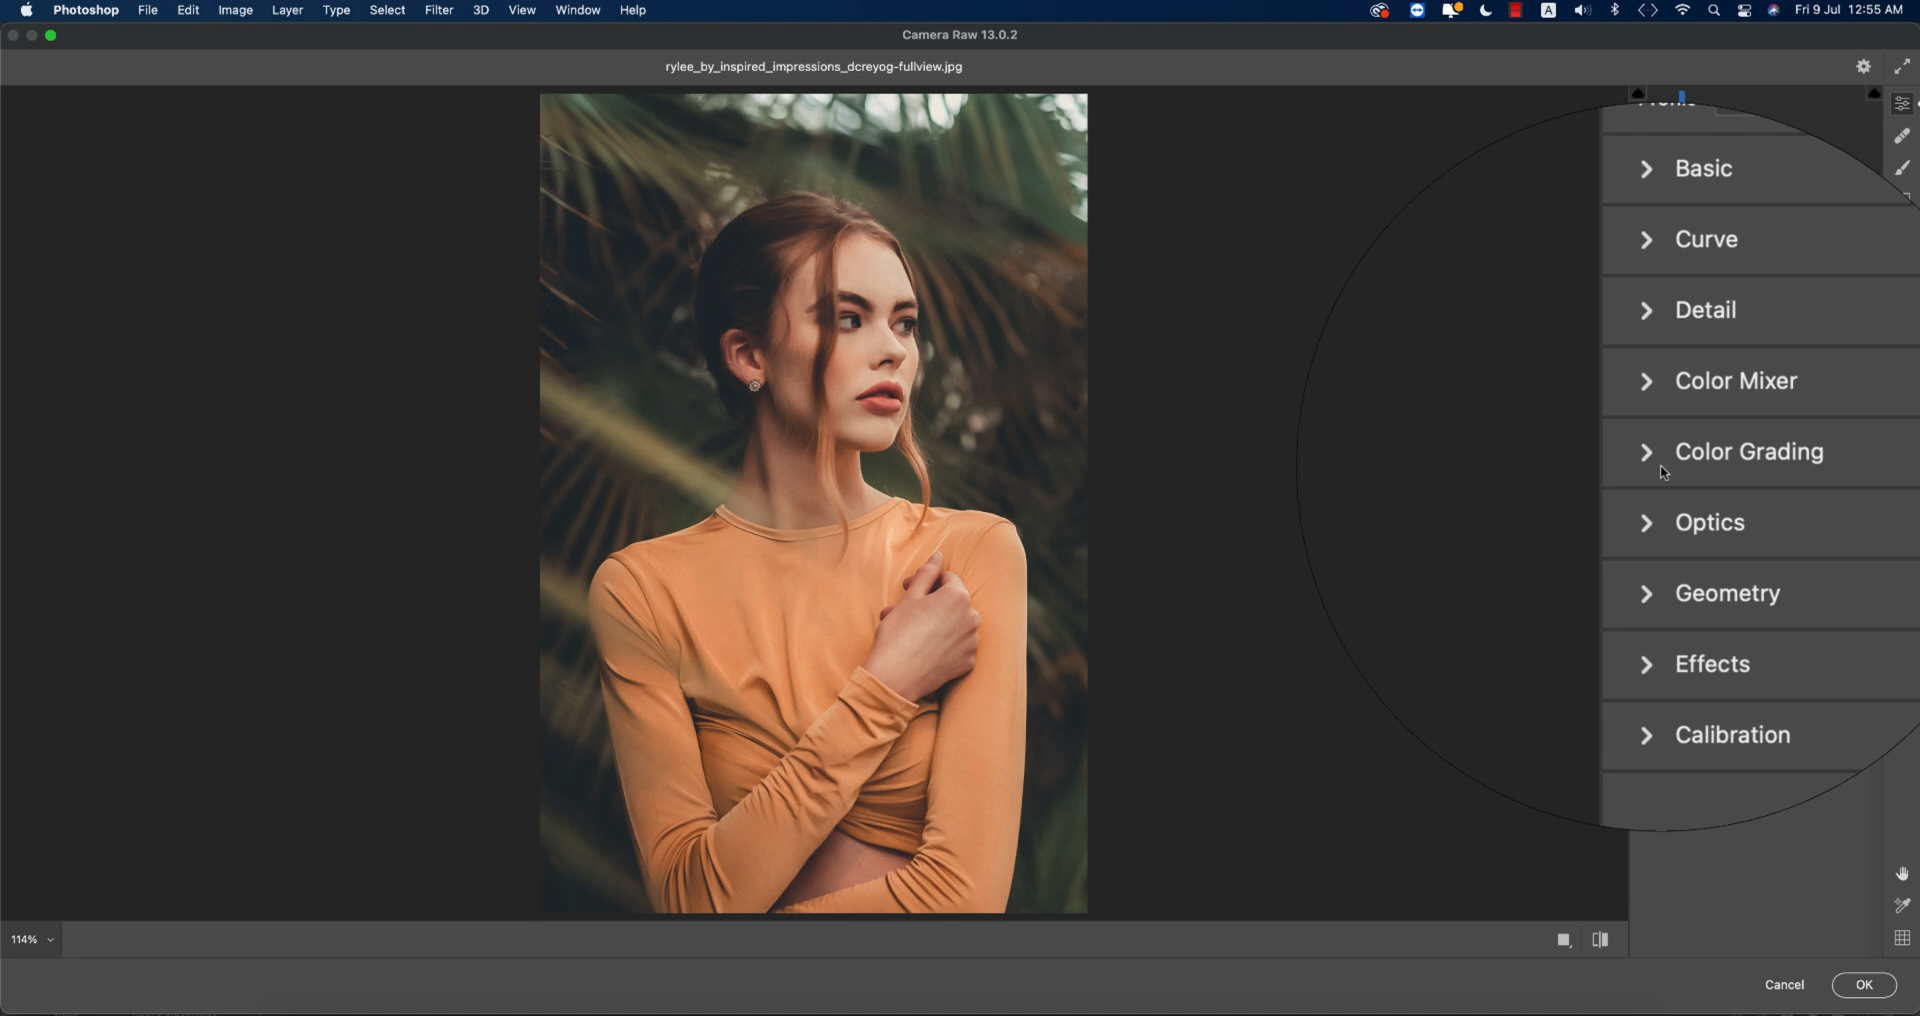 Photoshop File Edit Image Layer Type Select Filter 3D View Window Help A Fri 9 Jul 12:55 AM
Camera Raw 13.0.2
rylee_by_inspired_impressions_dcreyog-fullview.jpg
Basic
Curve
Detail
Color Mixer
Color Grading
Optics
Geometry
Effects
Calibration
114%
Cancel OK